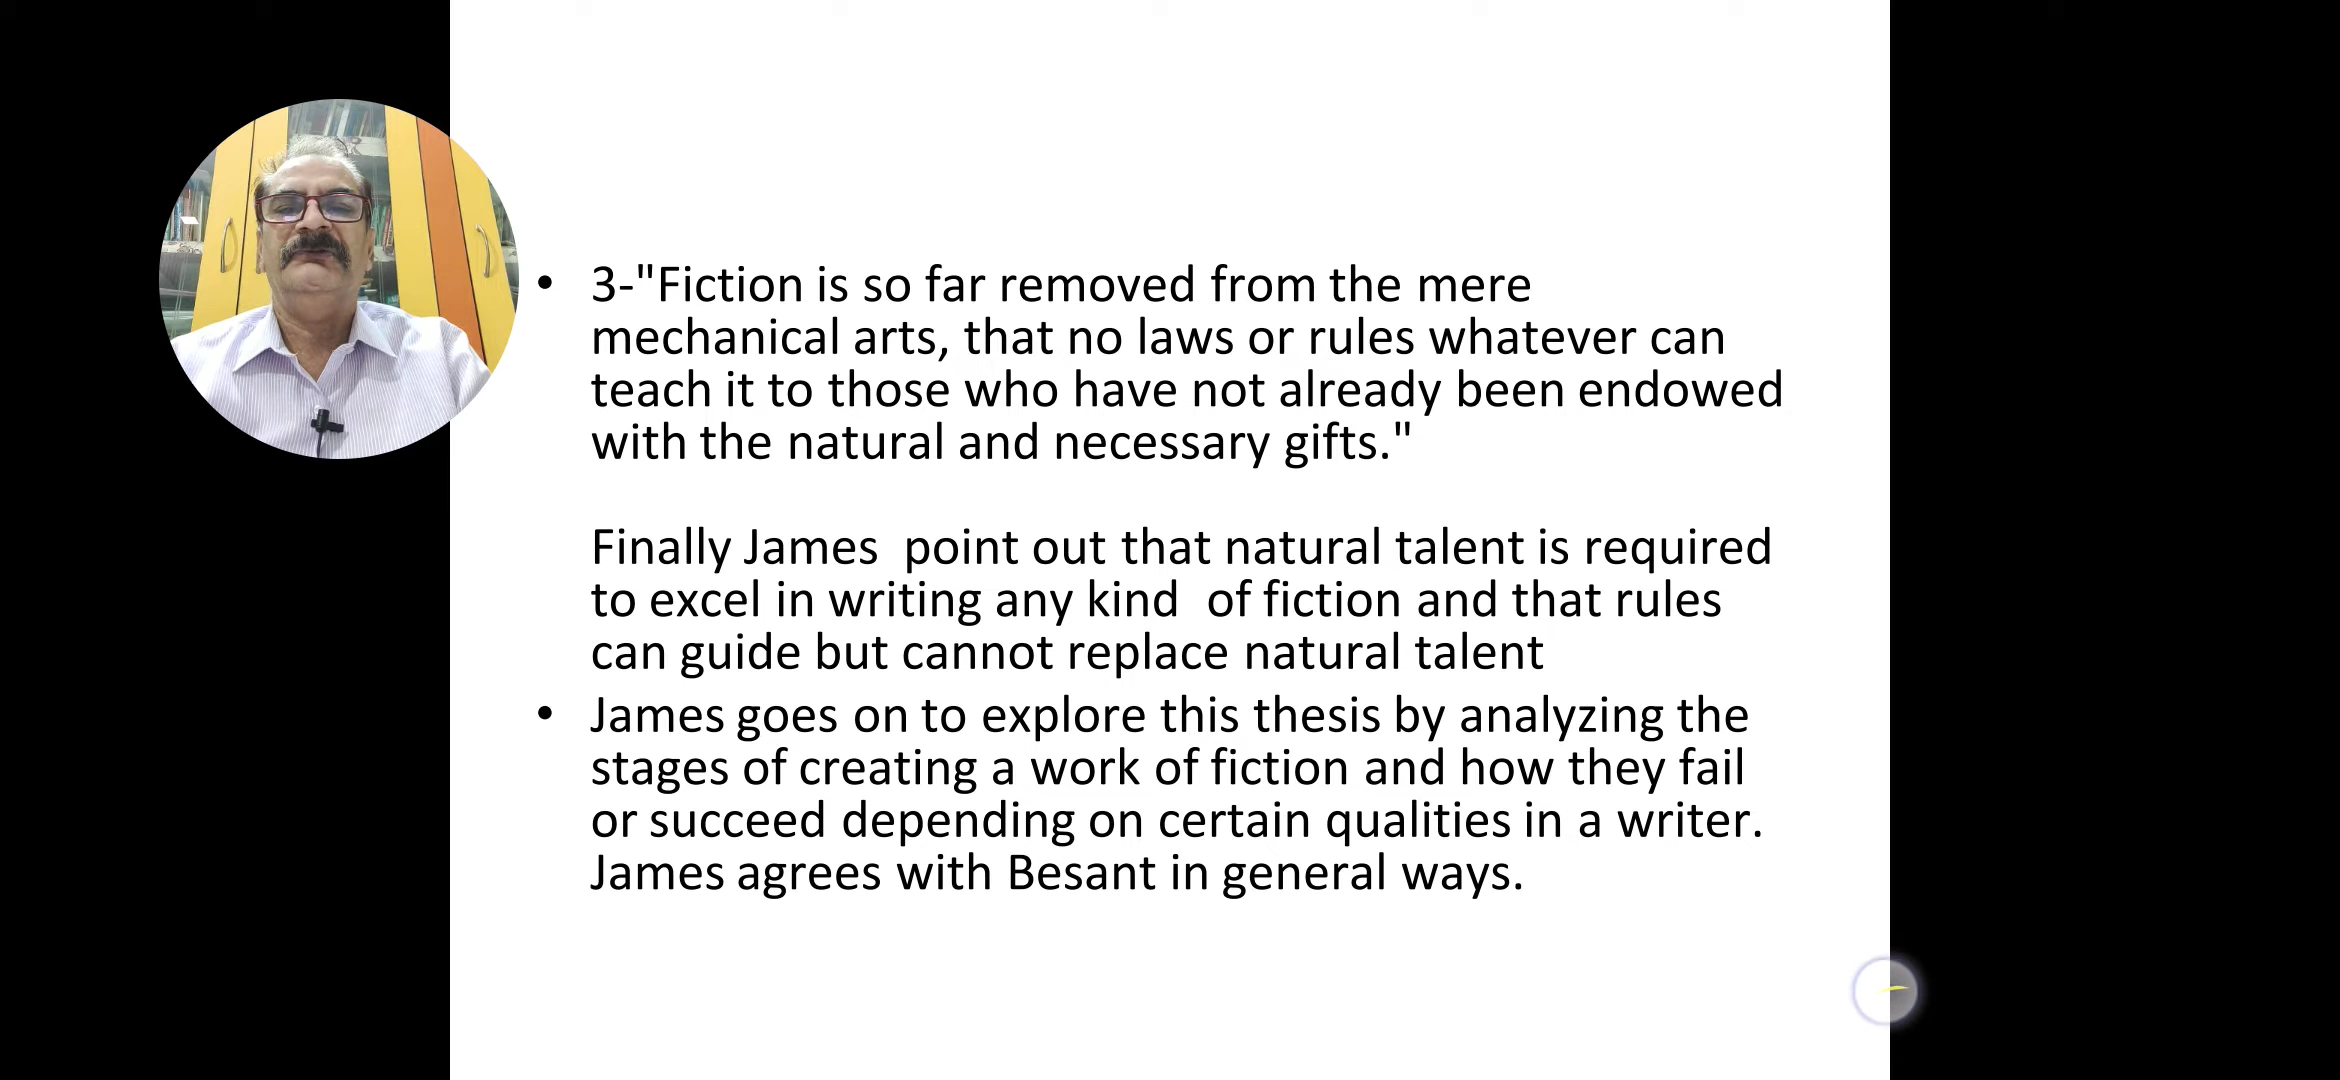 • 3-"Fiction is so far removed from the mere
mechanical arts, that no laws or rules whatever can
teach it to those who have not already been endowed
with the natural and necessary gifts."
Finally James  point out that natural talent is required
to excel in writing any kind  of fiction and that rules
can guide but cannot replace natural talent
• James goes on to explore this thesis by analyzing the
stages of creating a work of fiction and how they fail
or succeed depending on certain qualities in a writer.
James agrees with Besant in general ways.